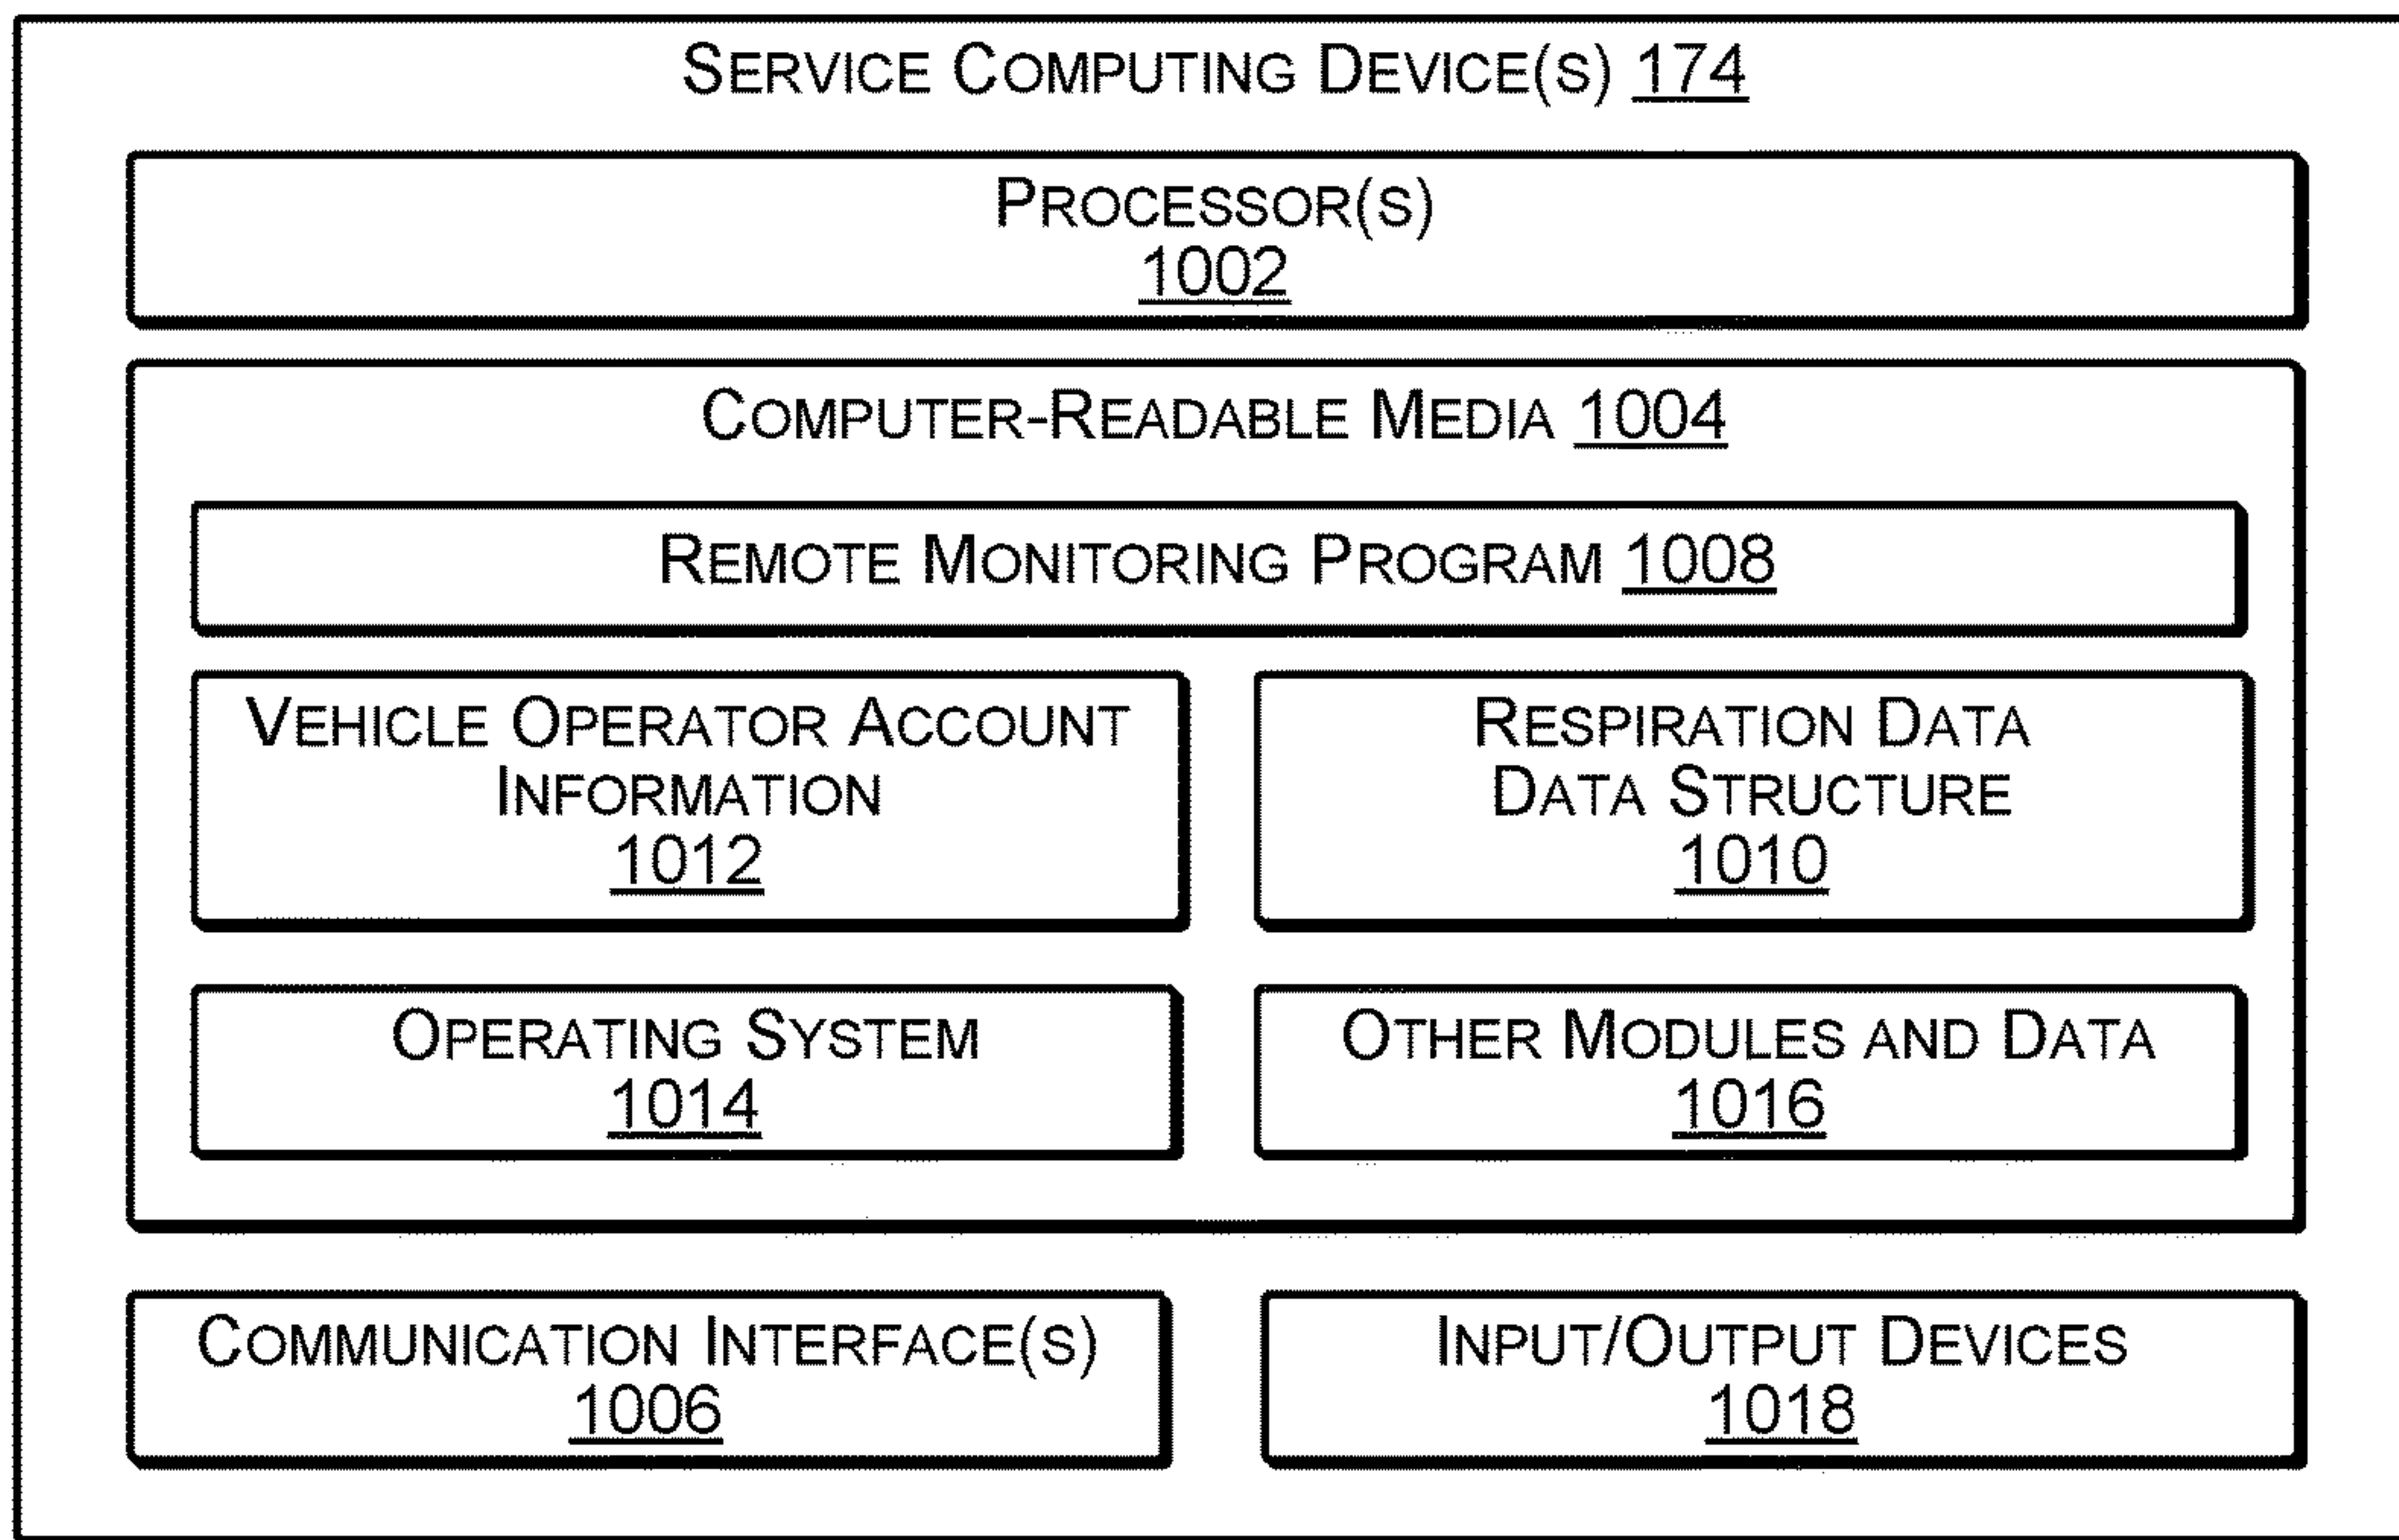 SERVICE COMPUTING DEVICE(S) 174
PROCESSOR(S)
1002
COMPUTER-READABLE MEDIA 1004
REMOTE MONITORING PROGRAM 1008
VEHICLE OPERATOR ACCOUNT
INFORMATION
1012
RESPIRATION DATA
DATA STRUCTURE
1010
OPERATING SYSTEM
1014
OTHER MODULES AND DATA
1016
COMMUNICATION INTERFACE(S)
1006
INPUT/OUTPUT DEVICES
1018